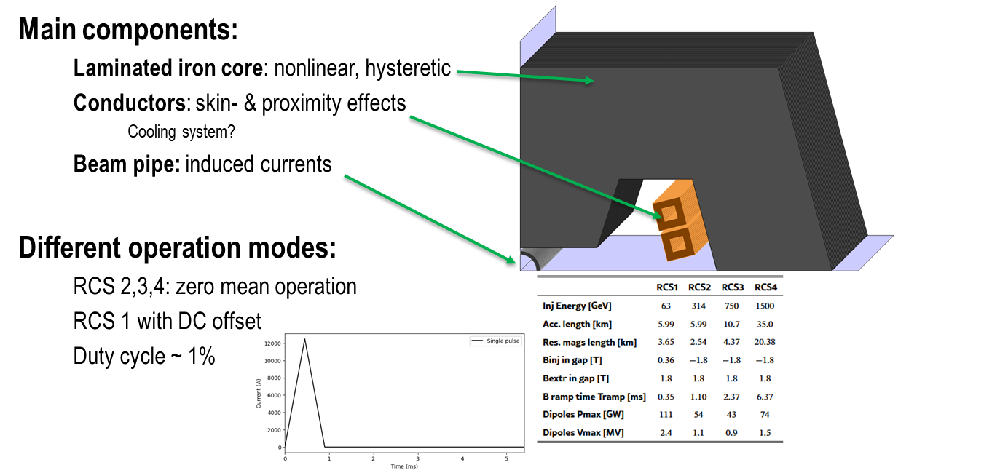 Main components:
Laminated iron core: nonlinear, hysteretic
Conductors: skin- & proximity effects
Cooling system?
Beam pipe: induced currents
Different operation modes:
RCS 2,3,4: zero mean operation
RCS 1 with DC offset
Duty cycle ~ 1%
Single pulse
Current (A)
12000
10000
8000
6000
4000
2000
0
0 1 2 3 4 5
Time (ms)
RCS1 RCS2 RCS3 RCS4
Inj Energy [GeV] 63 314 750 1500
Acc. length [km] 5.99 5.99 10.7 35.0
Res. mags length [km] 3.65 2.54 4.37 20.38
Binj in gap [T] 0.36 −1.8 −1.8 −1.8
Bextr in gap [T] 1.8 1.8 1.8 1.8
B ramp time Tramp [ms] 0.35 1.10 2.37 6.37
Dipoles Pmax [GW] 111 54 43 74
Dipoles Vmax [MV] 2.4 1.1 0.9 1.5